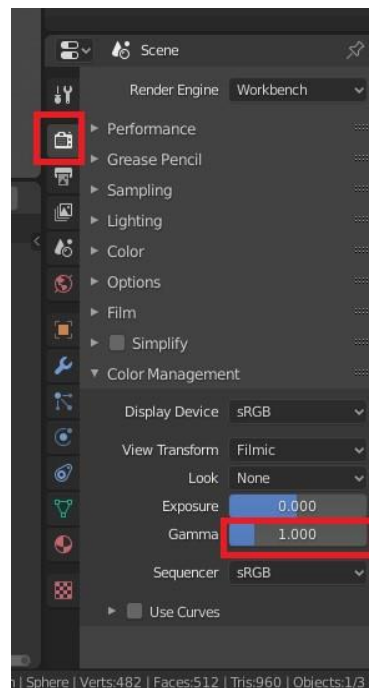 Scene
Render Engine Workbench
Performance
Grease Pencil
Sampling
Lighting
Color
Options
Film
Simplify
Color Management
Display Device sRGB
View Transform Filmic
Look None
Exposure 0.000
Gamma 1.000
Sequencer sRGB
Use Curves
| Sphere | Verts:482 | Faces:512 | Tris:960 | Objects:1/3